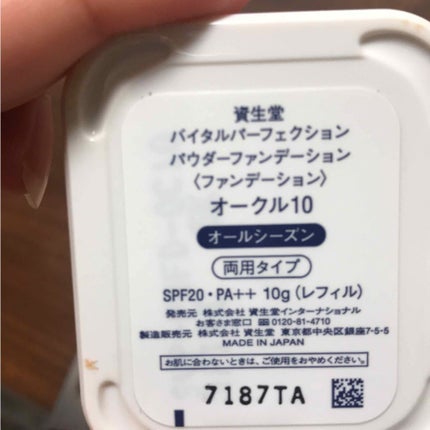 資生堂
バイタルパーフェクション
パウダーファンデーション
〈ファンデーション〉
オークル10
オールシーズン
両用タイプ
SPF20・PA++ 10g(レフィル)
発売元 株式会社 資生堂インターナショナル
お客さま窓口 0120-81-4710
製造販売元 株式会社 資生堂 東京都中央区銀座7-5-5
MADE IN JAPAN
お肌に合わないときは、ご使用をおやめください。
7187TA